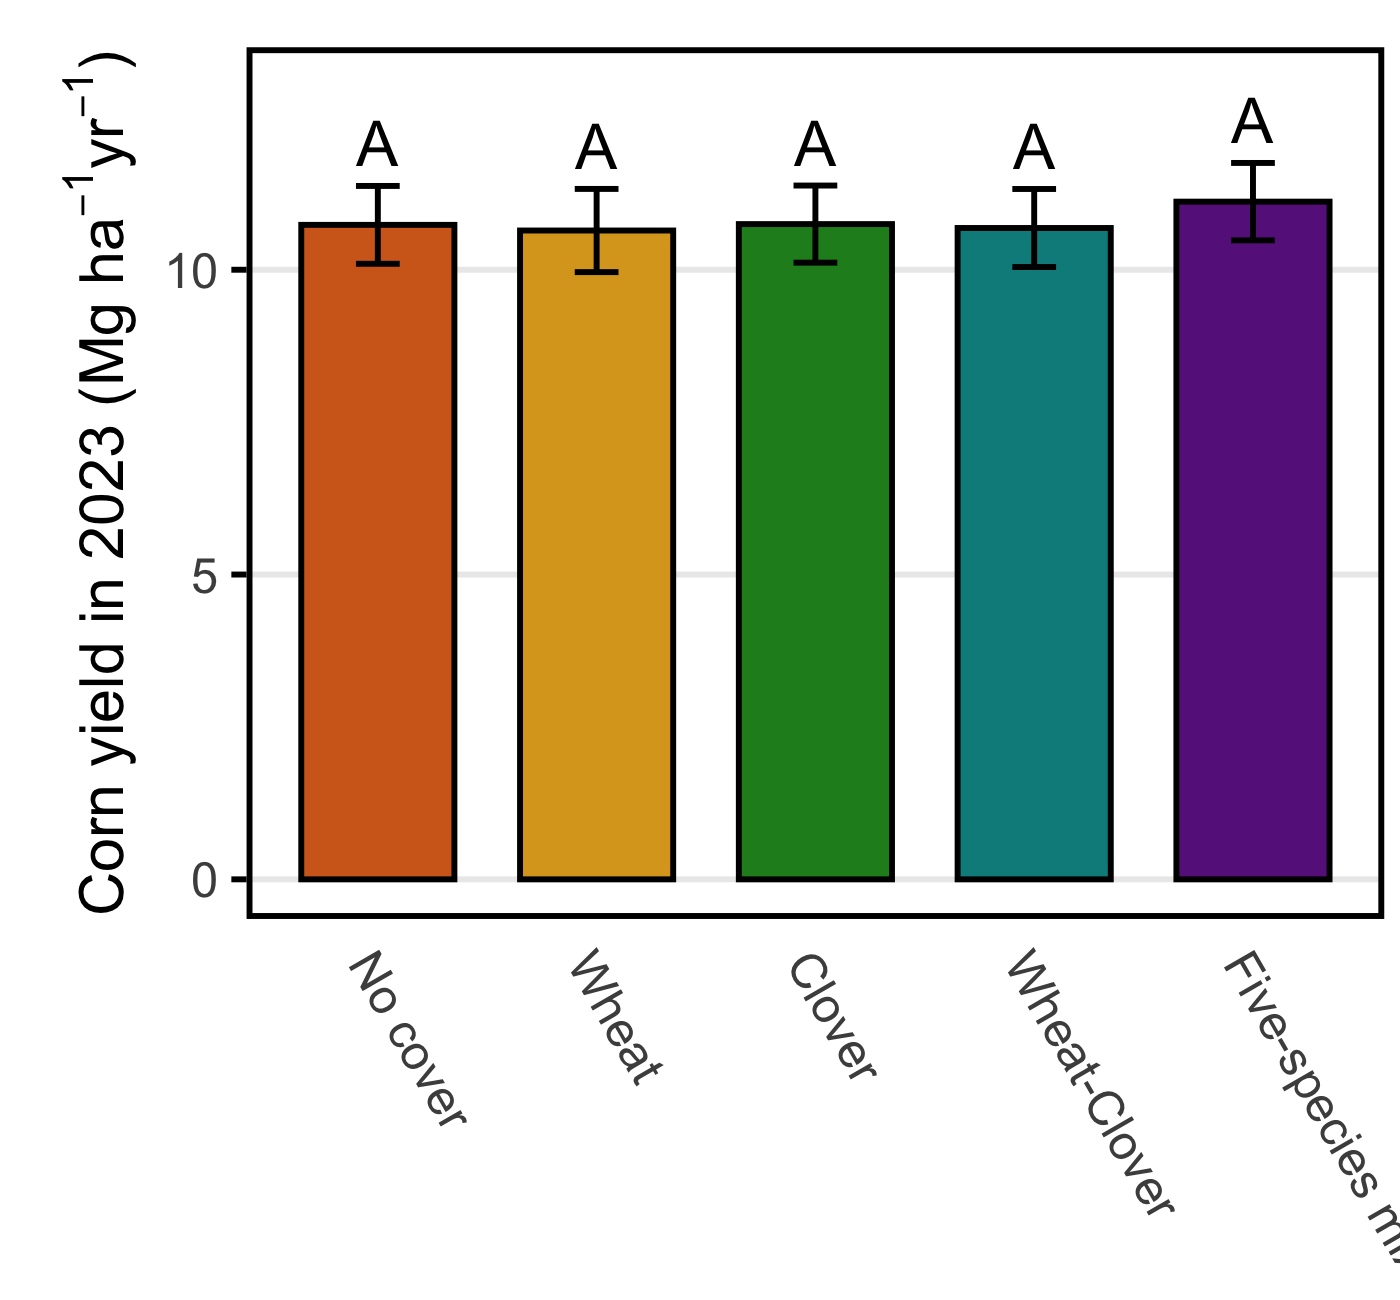 Corn yield in 2023 (Mg ha⁻¹yr⁻¹)
A A A A A
10
5
0
No cover
Wheat
Clover
Wheat-Clover
Five-species